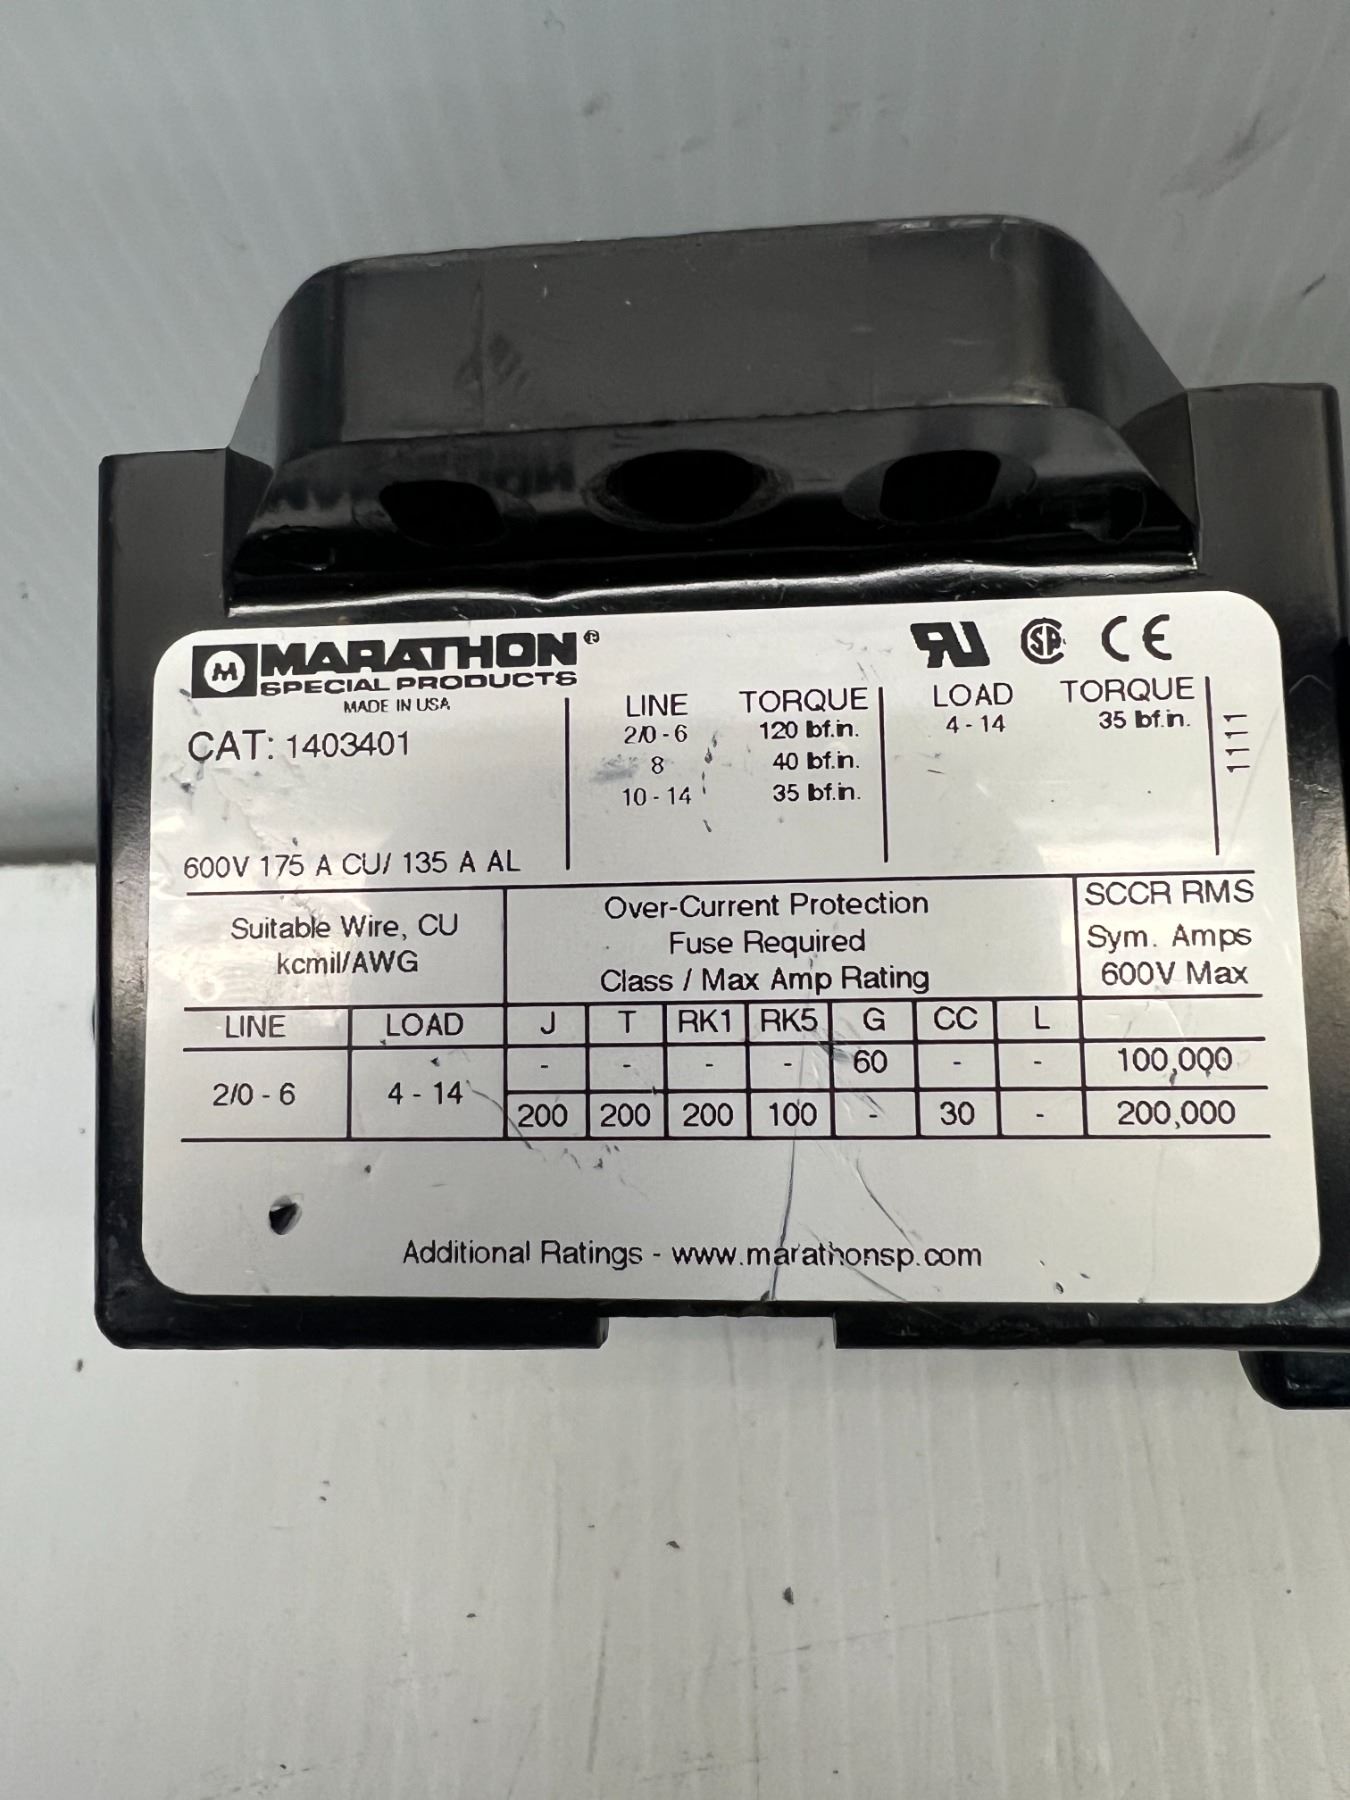 MARATHON®
SPECIAL PRODUCTS
MADE IN USA
CAT: 1403401
600V 175 A CU/ 135 A AL
LINE TORQUE
2/0 - 6 120 lbf.in.
8 40 lbf.in.
10 - 14 35 lbf.in.
LOAD TORQUE
4 - 14 35 lbf.in.
1111
Suitable Wire, CU
kcmil/AWG
Over-Current Protection
Fuse Required
Class / Max Amp Rating
SCCR RMS
Sym. Amps
600V Max
LINE LOAD J T RK1 RK5 G CC L
2/0 - 6 4 - 14
- - - - 60 - - 100,000
200 200 200 100 - 30 - 200,000
Additional Ratings - www.marathonsp.com